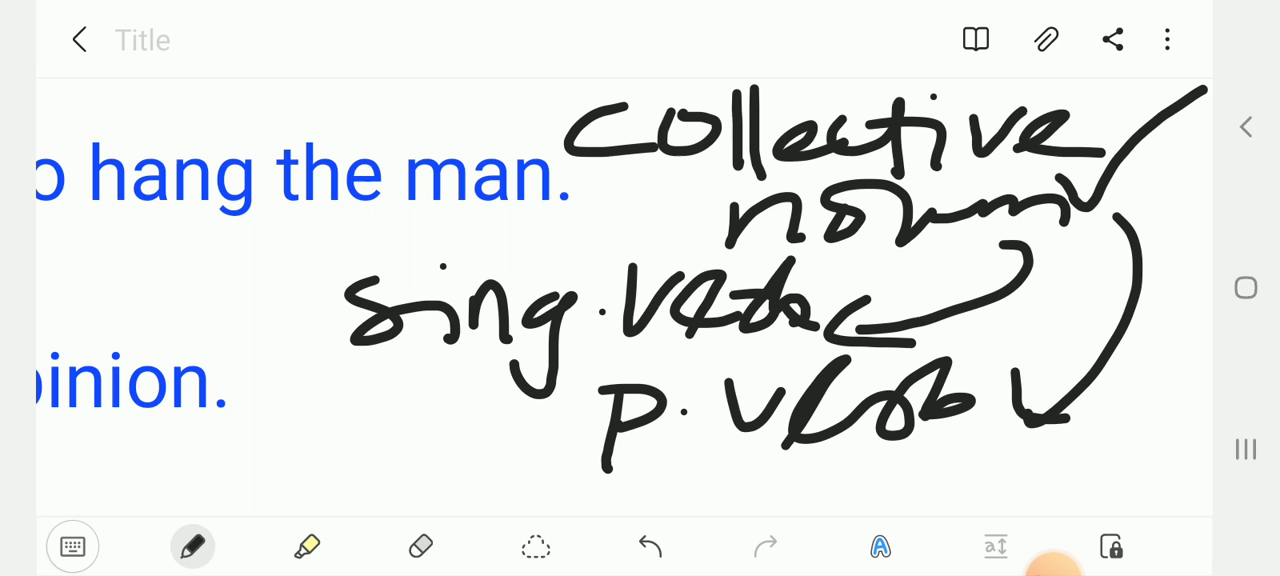 Title
o hang the man. collective
noun
sing. verb
p. verb
pinion.